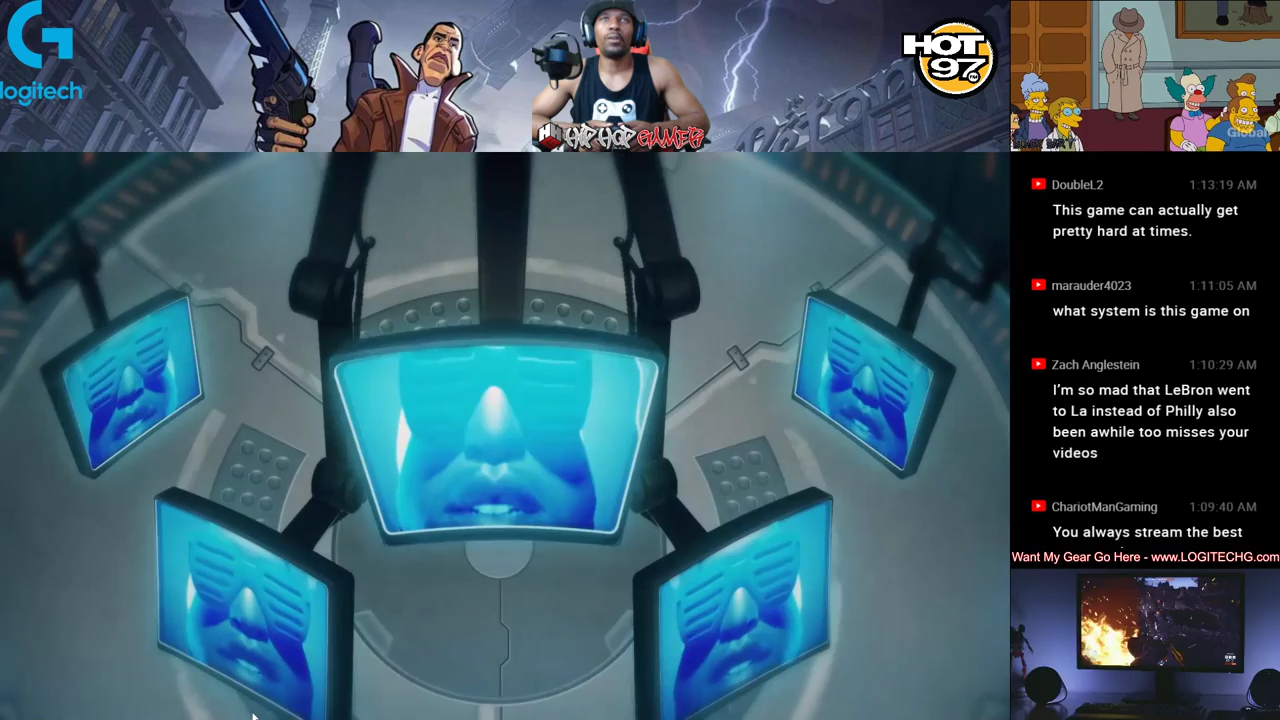 logitech
HOT
97
FM
HIP HOP GAMER
Global
DoubleL2 1:13:19 AM
This game can actually get
pretty hard at times.
marauder4023 1:11:05 AM
what system is this game on
Zach Anglestein 1:10:29 AM
I'm so mad that LeBron went
to La instead of Philly also
been awhile too misses your
videos
ChariotManGaming 1:09:40 AM
You always stream the best
Want My Gear Go Here - www.LOGITECHG.com